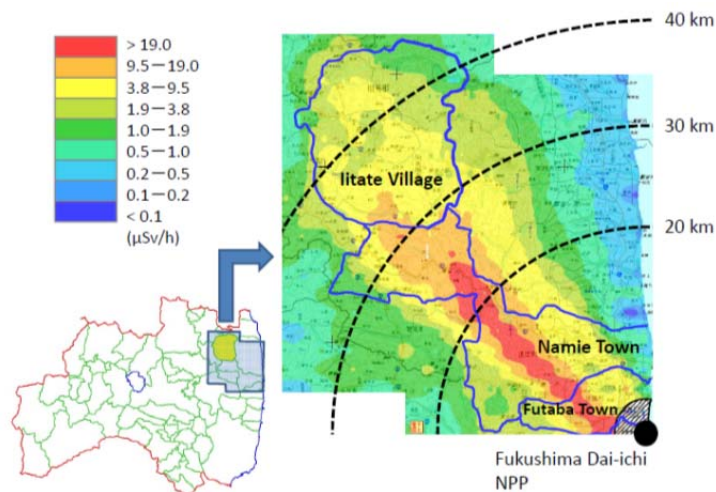 > 19.0
9.5－19.0
3.8－9.5
1.9－3.8
1.0－1.9
0.5－1.0
0.2－0.5
0.1－0.2
< 0.1
(μSv/h)
40 km
30 km
20 km
Iitate Village
Namie Town
Futaba Town
Fukushima Dai-ichi
NPP